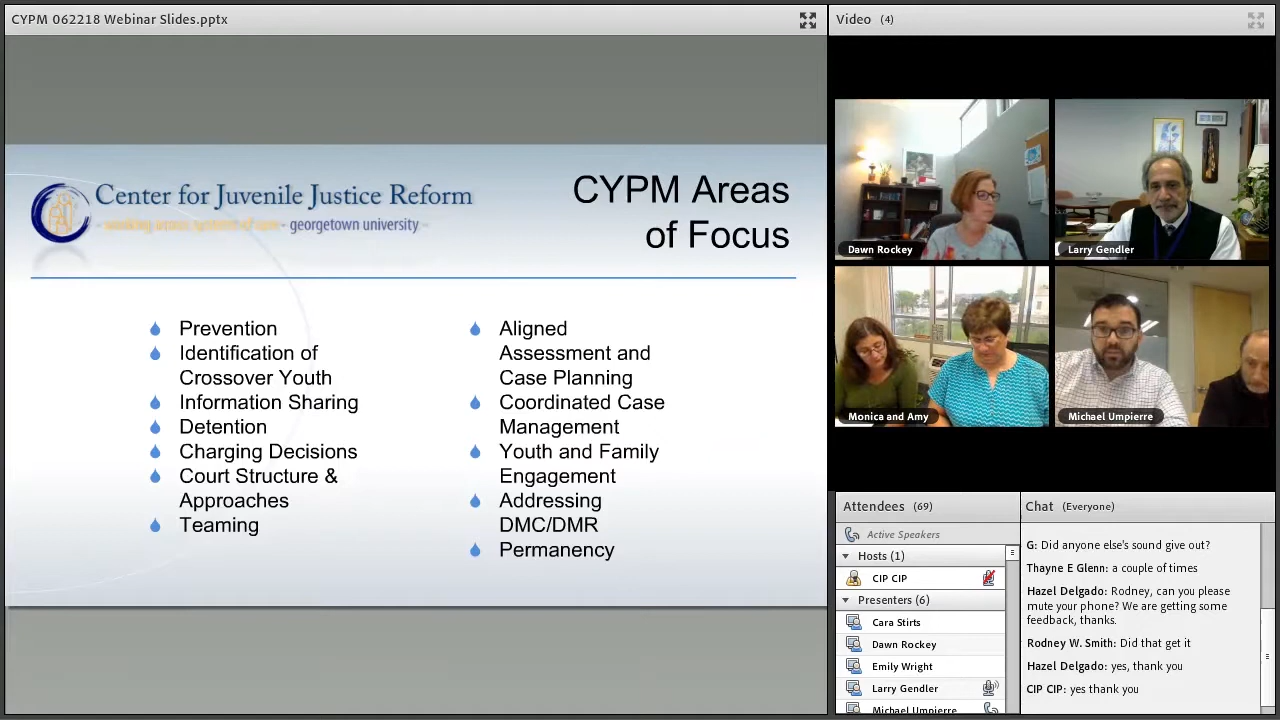 CYPM 062218 Webinar Slides.pptx
Center for Juvenile Justice Reform
- working across systems of care - georgetown university -
CYPM Areas
of Focus
Prevention
Identification of
Crossover Youth
Information Sharing
Detention
Charging Decisions
Court Structure &
Approaches
Teaming
Aligned
Assessment and
Case Planning
Coordinated Case
Management
Youth and Family
Engagement
Addressing
DMC/DMR
Permanency
Video (4)
Dawn Rockey
Larry Gendler
Monica and Amy
Michael Umpierre
Attendees (69)
Active Speakers
Hosts (1)
CIP CIP
Presenters (6)
Cara Stirts
Dawn Rockey
Emily Wright
Larry Gendler
Michael Umpierre
Chat (Everyone)
G: Did anyone else's sound give out?
Thayne E Glenn: a couple of times
Hazel Delgado: Rodney, can you please
mute your phone? We are getting some
feedback, thanks.
Rodney W. Smith: Did that get it
Hazel Delgado: yes, thank you
CIP CIP: yes thank you